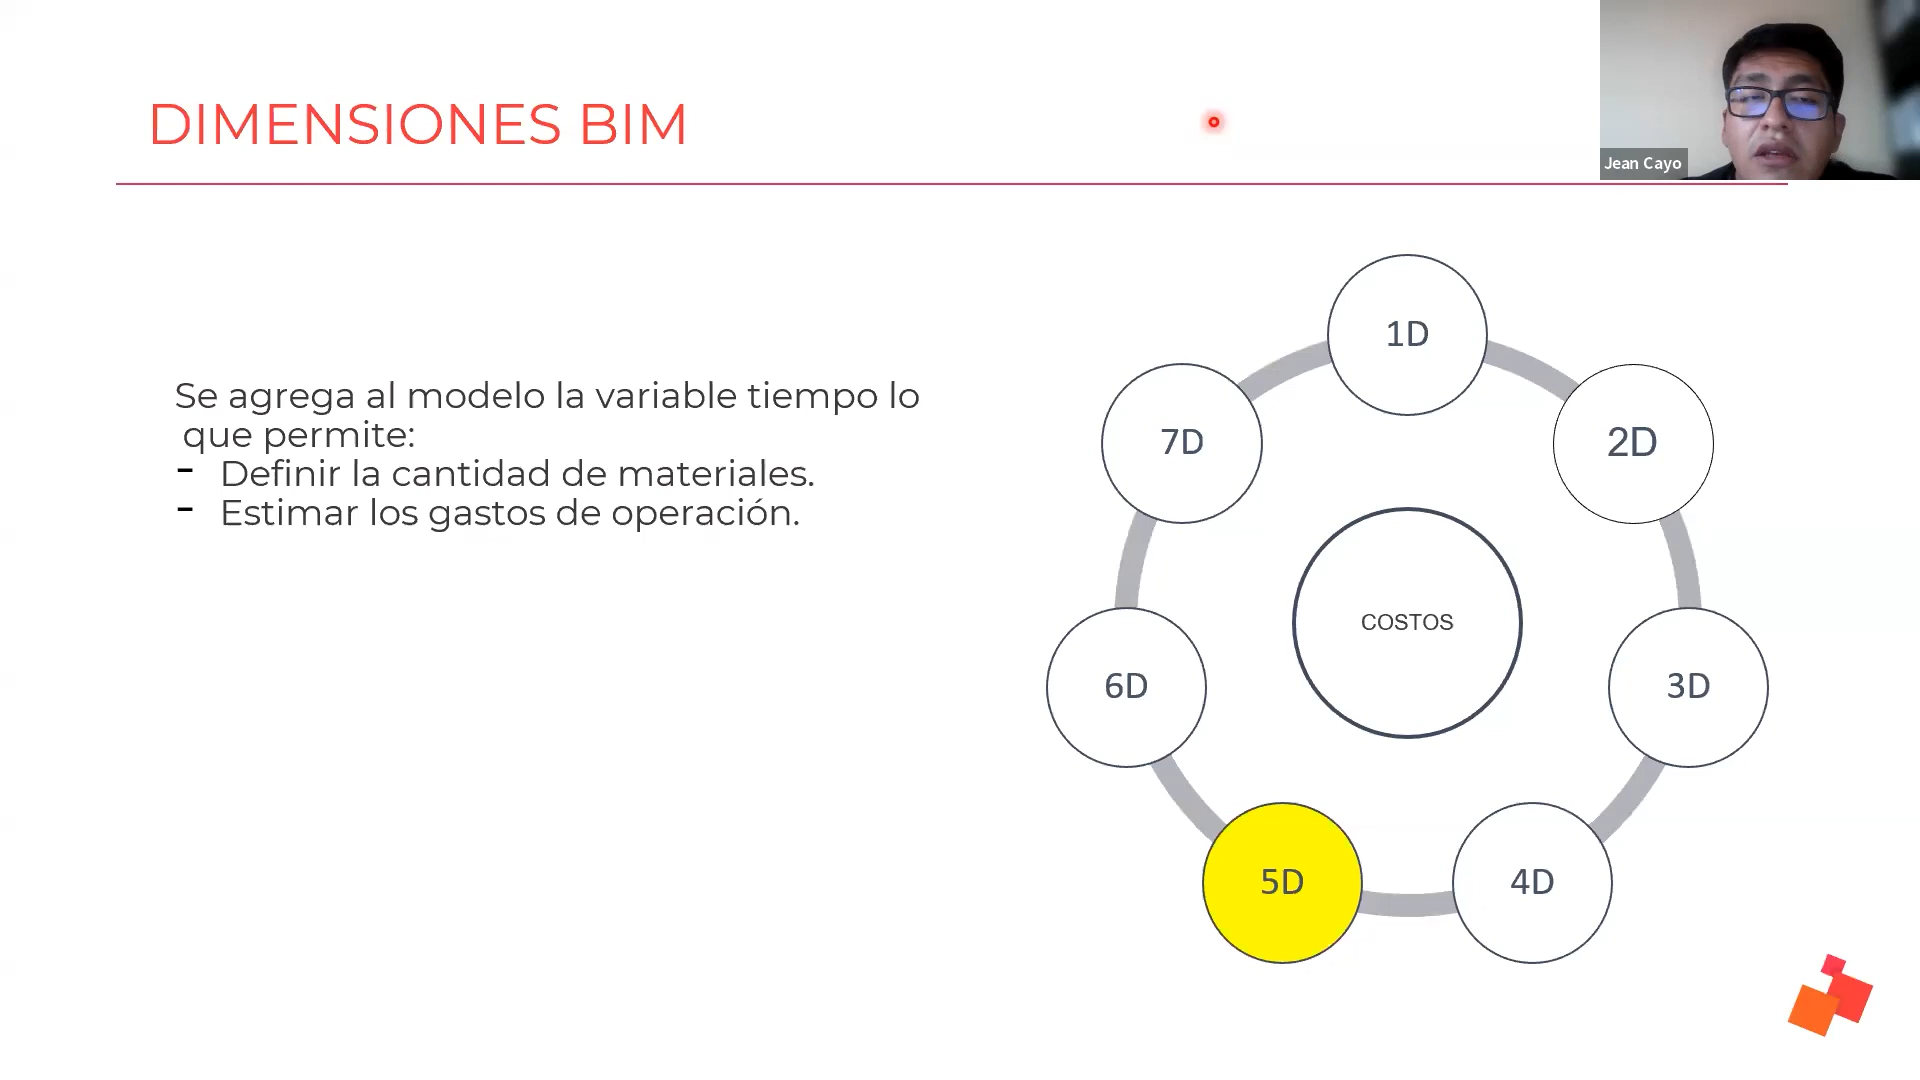 DIMENSIONES BIM
Jean Cayo
Se agrega al modelo la variable tiempo lo
que permite:
- Definir la cantidad de materiales.
- Estimar los gastos de operación.
1D
2D
3D
4D
5D
6D
7D
COSTOS